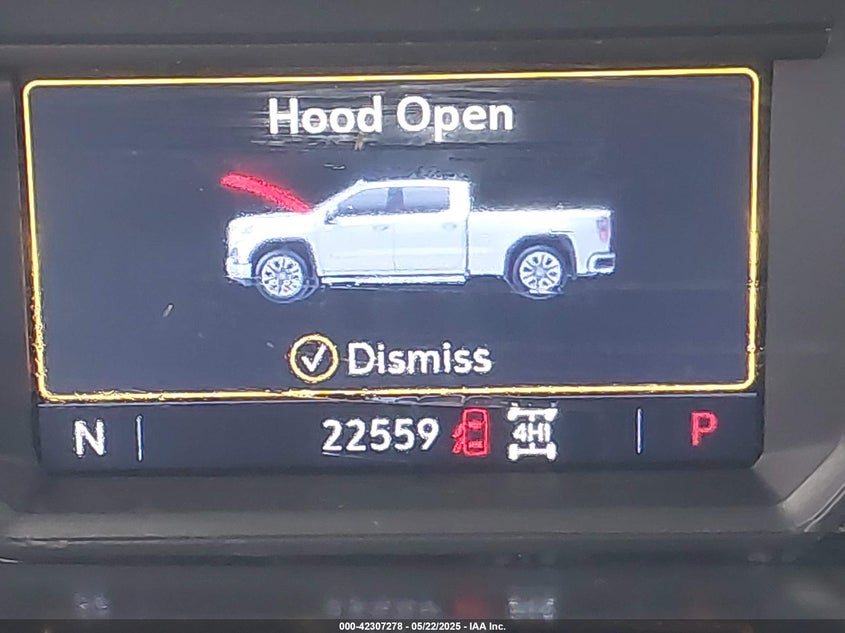 Hood Open
Dismiss
N 22559 4HI P
000-42307278 - 05/22/2025 - IAA Inc.